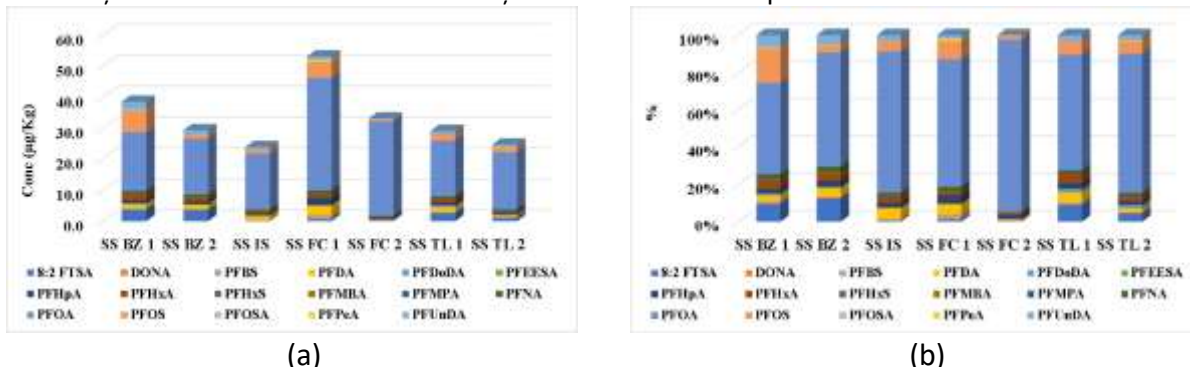 60.0
50.0
40.0
30.0
20.0
10.0
0.0
Conc (µg/Kg)
SS BZ 1 SS BZ 2 SS IS SS FC 1 SS FC 2 SS TL 1 SS TL 2
8:2 FTSA DONA PFBS PFDA PFDoDA PFEESA
PFHpA PFHxA PFHxS PFMBA PFMPA PFNA
PFOA PFOS PFOSA PFPeA PFUnDA
(a)
100%
80%
60%
40%
20%
0%
%
SS BZ 1 SS BZ 2 SS IS SS FC 1 SS FC 2 SS TL 1 SS TL 2
8:2 FTSA DONA PFBS PFDA PFDoDA PFEESA
PFHpA PFHxA PFHxS PFMBA PFMPA PFNA
PFOA PFOS PFOSA PFPeA PFUnDA
(b)